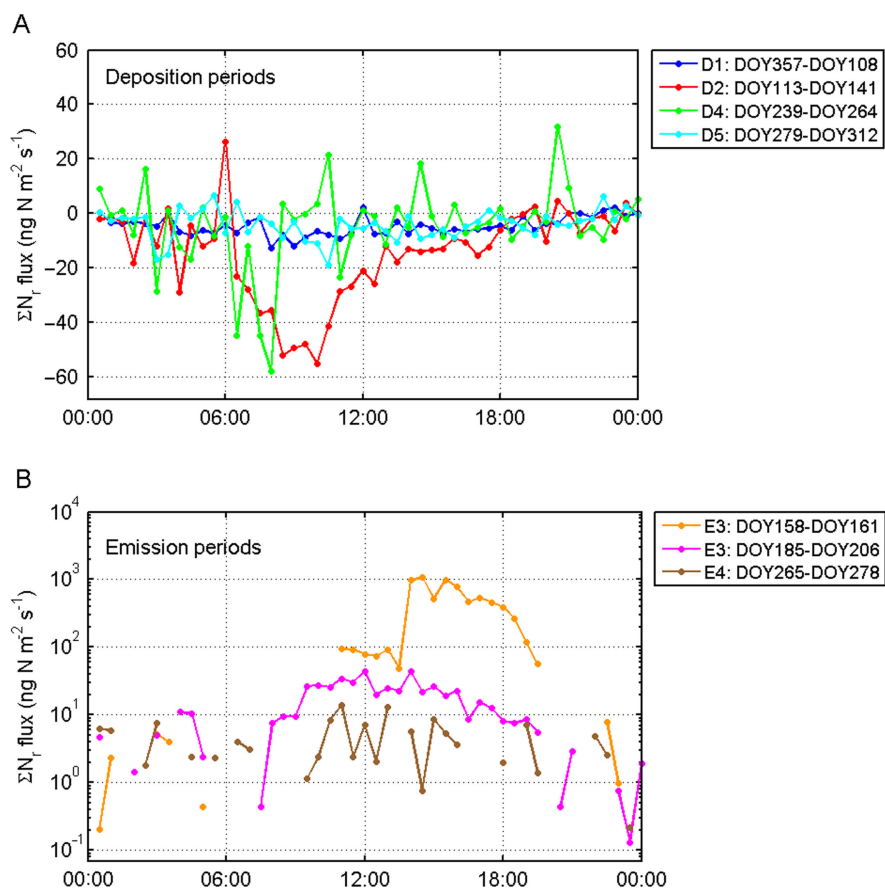 A
Deposition periods
D1: DOY357-DOY108
D2: DOY113-DOY141
D4: DOY239-DOY264
D5: DOY279-DOY312
60
40
20
0
−20
−40
−60
ΣNr flux (ng N m-2 s-1)
00:00 06:00 12:00 18:00 00:00
B
Emission periods
E3: DOY158-DOY161
E3: DOY185-DOY206
E4: DOY265-DOY278
10^4
10^3
10^2
10^1
10^0
10^-1
ΣNr flux (ng N m-2 s-1)
00:00 06:00 12:00 18:00 00:00